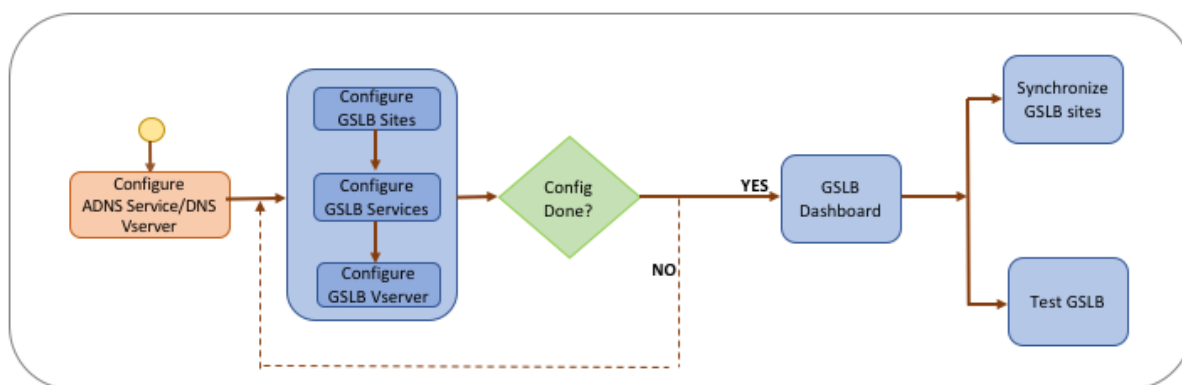 Configure
ADNS Service/DNS
Vserver
Configure
GSLB Sites
Configure
GSLB Services
Configure
GSLB Vserver
Config
Done?
YES
NO
GSLB
Dashboard
Synchronize
GSLB sites
Test GSLB